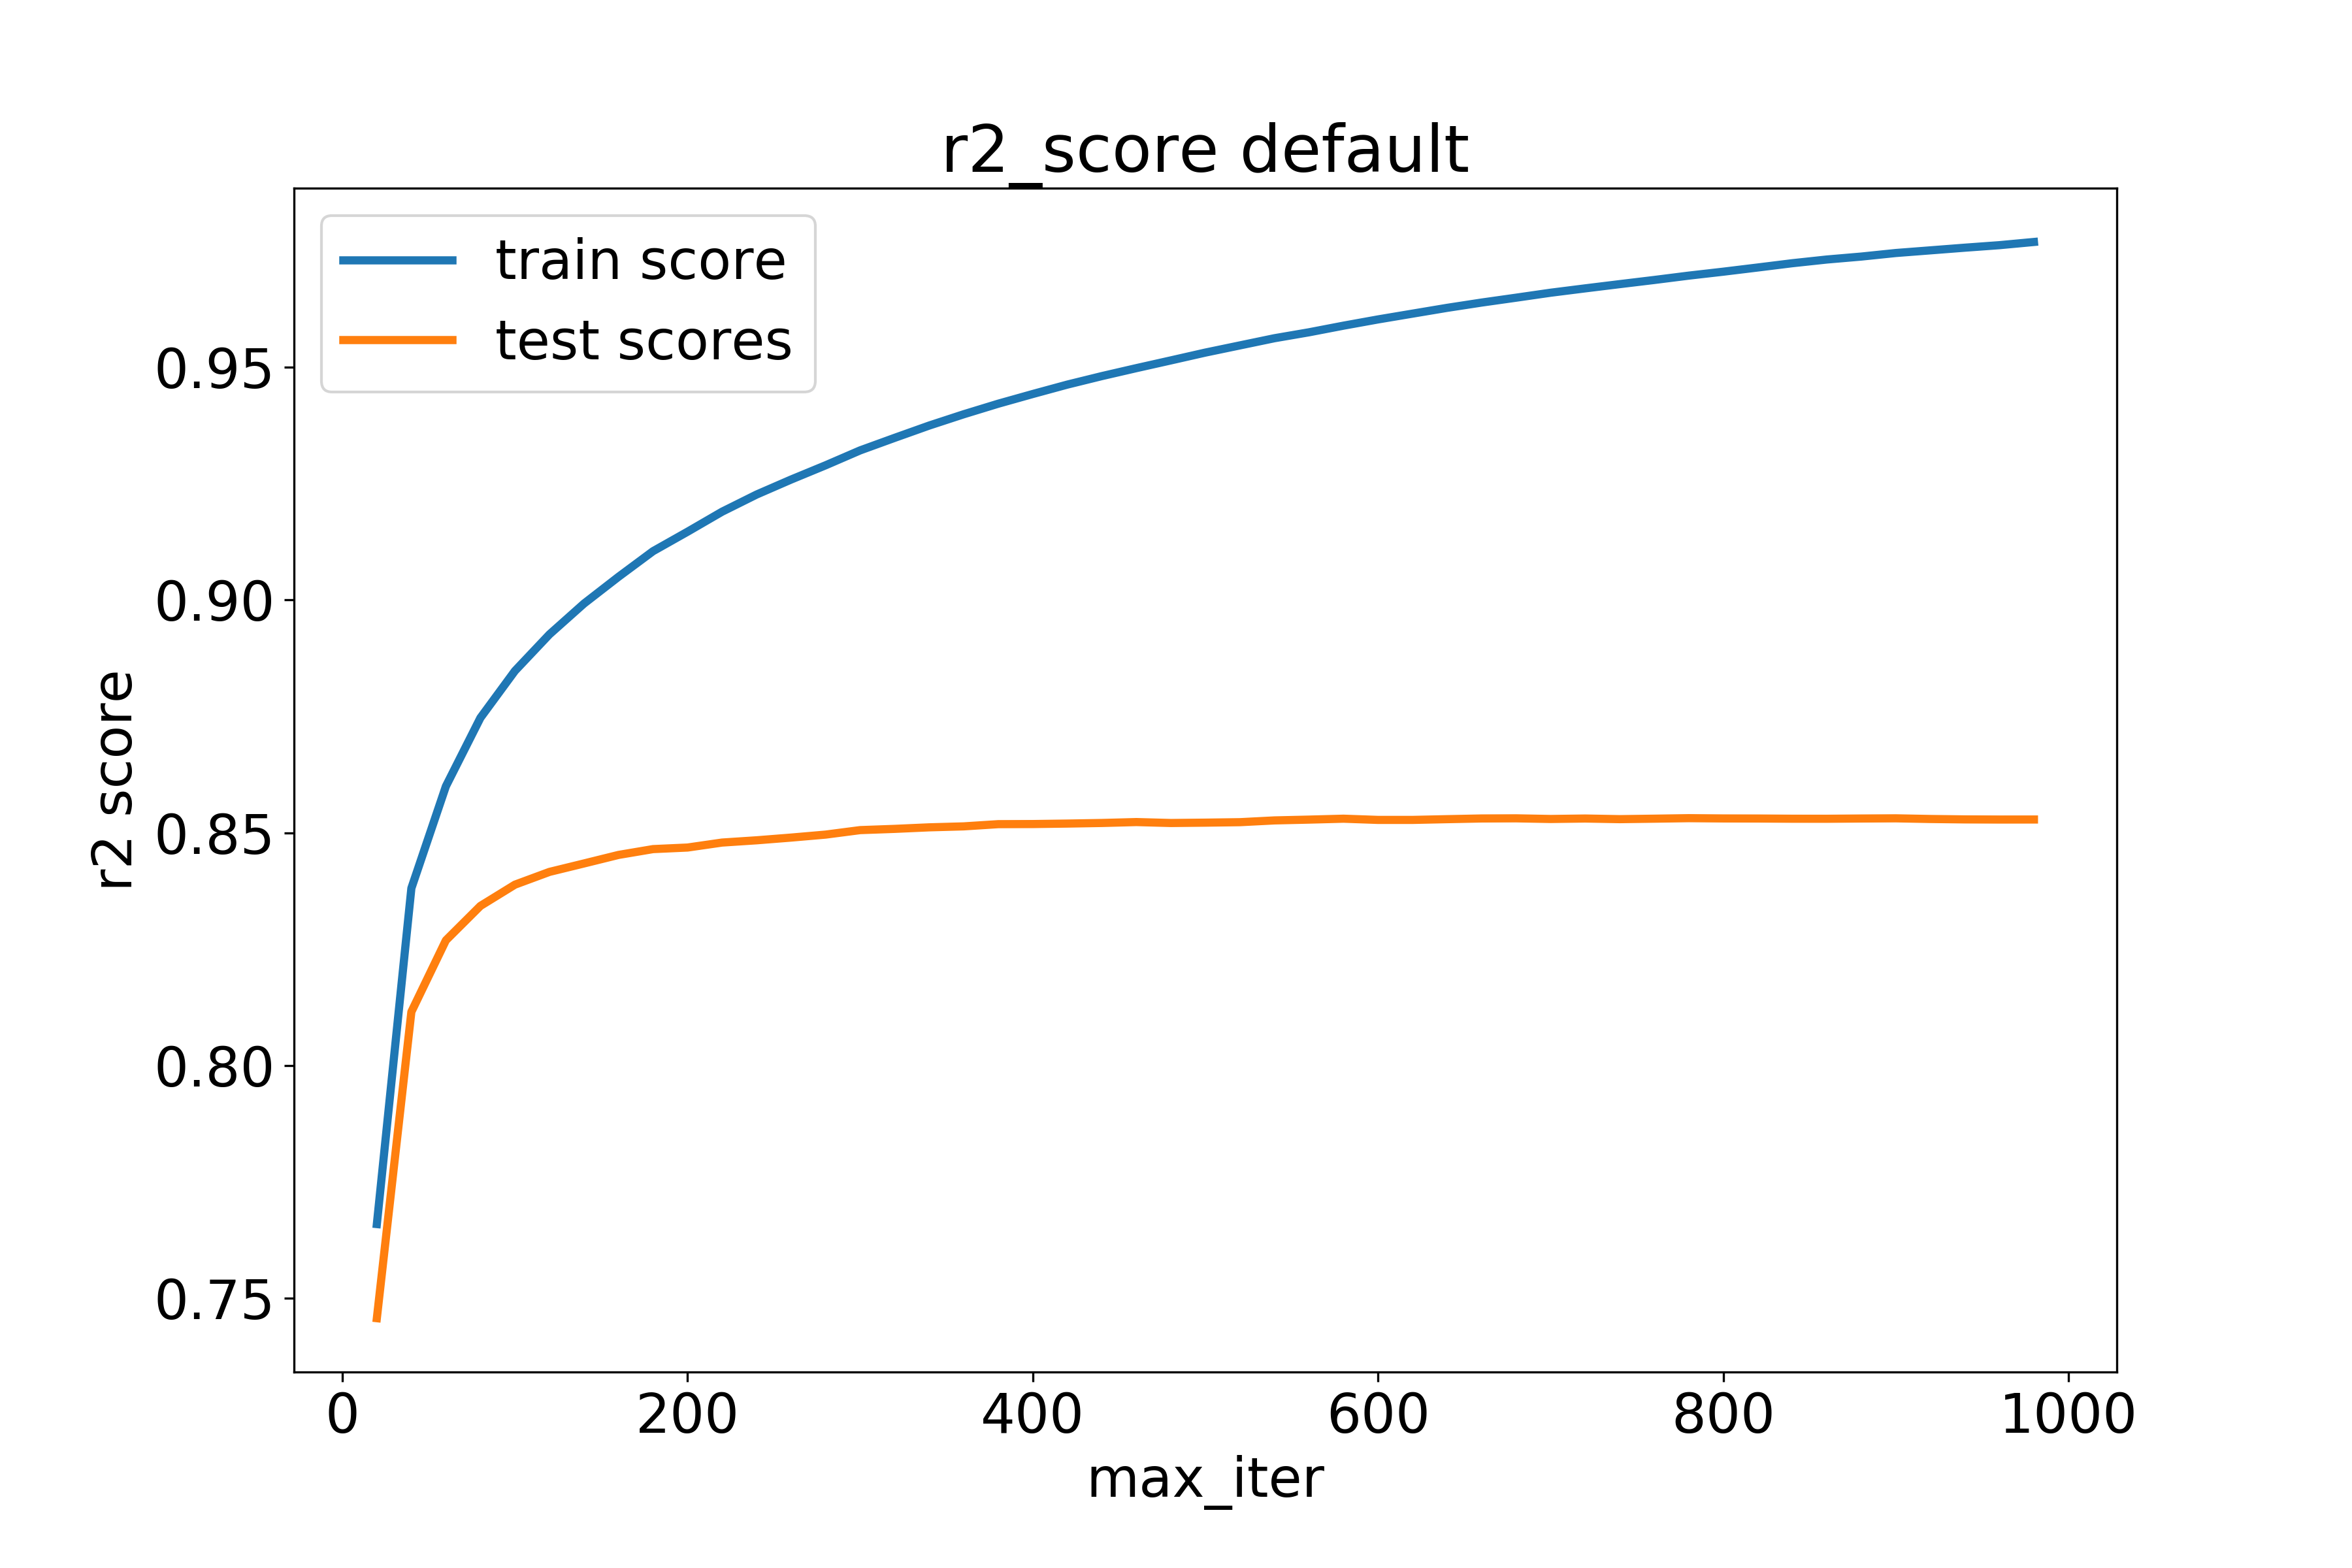 r2_score default
train score
test scores
0.95
0.90
0.85
0.80
0.75
r2 score
0 200 400 600 800 1000
max_iter